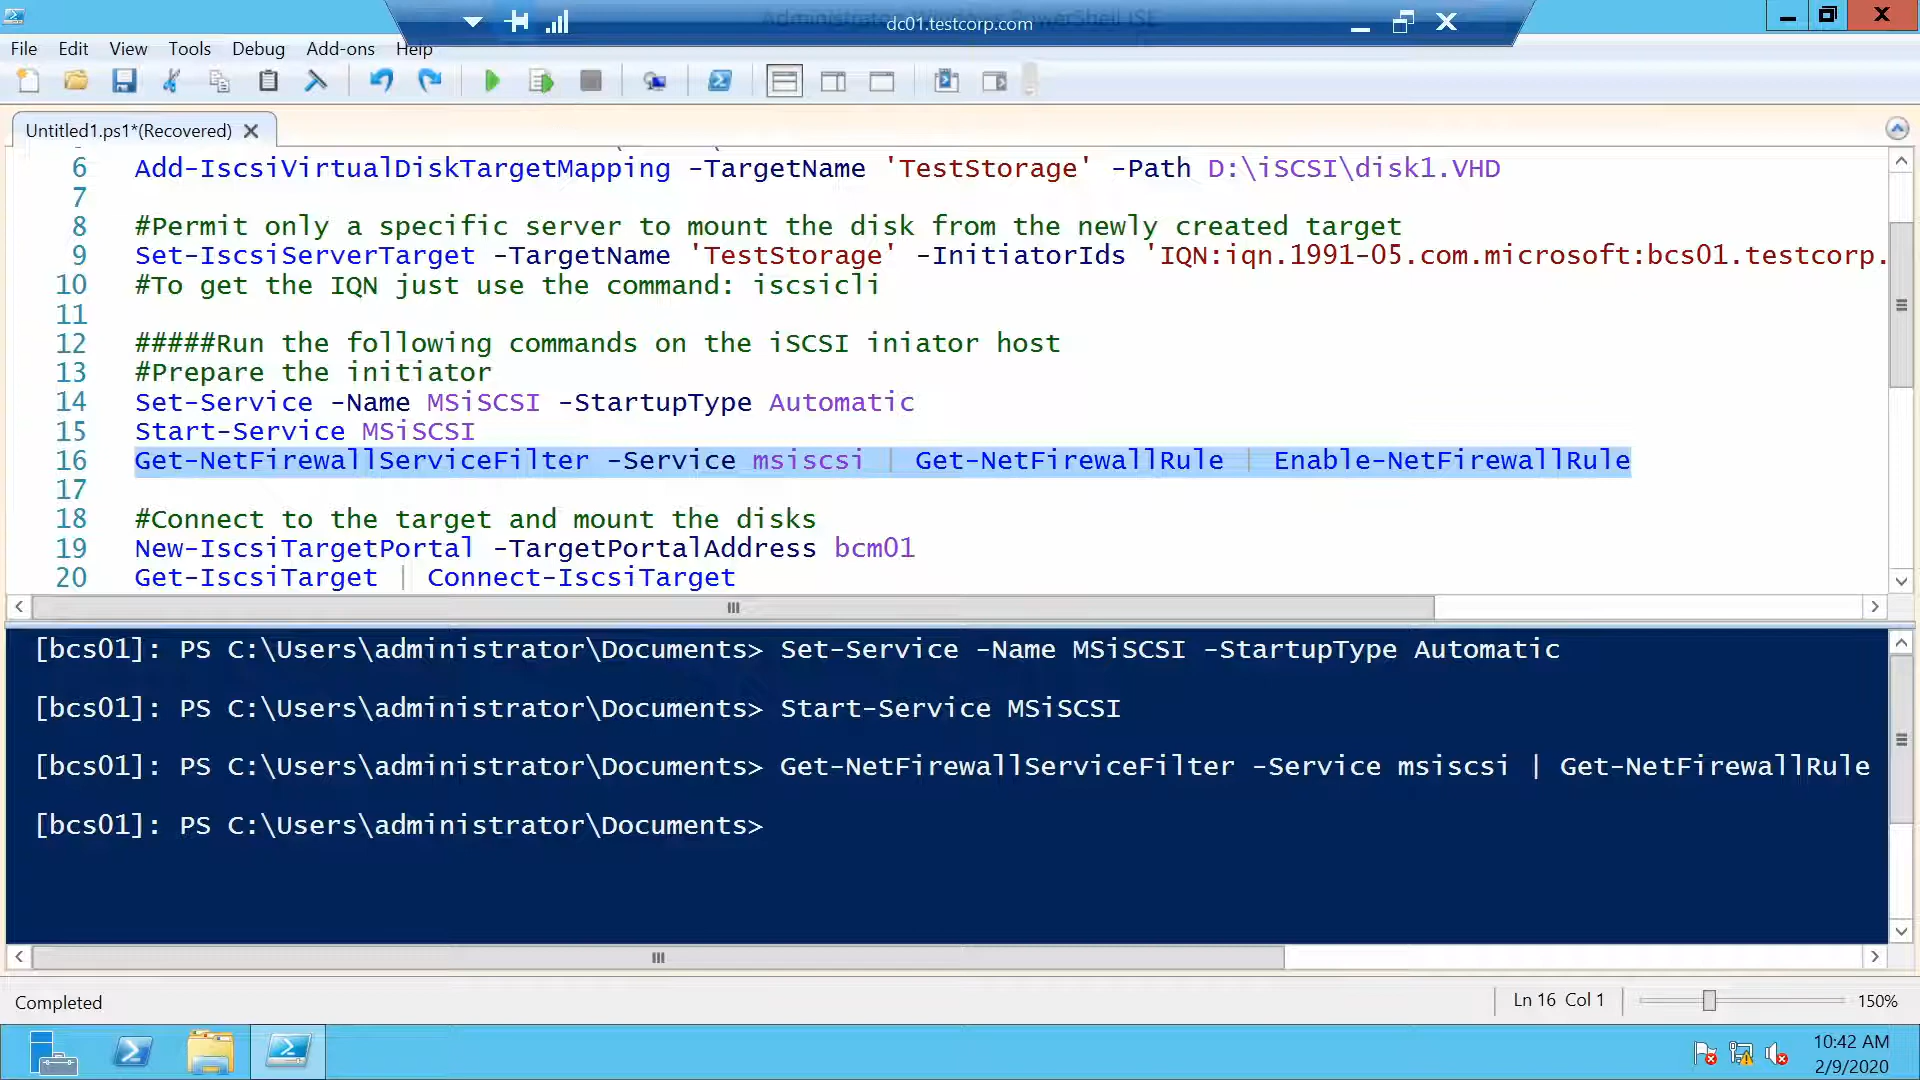 Administrator: Windows PowerShell ISE
dc01.testcorp.com
File Edit View Tools Debug Add-ons Help
Untitled1.ps1*(Recovered)
6 Add-IscsiVirtualDiskTargetMapping -TargetName 'TestStorage' -Path D:\iSCSI\disk1.VHD
7
8 #Permit only a specific server to mount the disk from the newly created target
9 Set-IscsiServerTarget -TargetName 'TestStorage' -InitiatorIds 'IQN:iqn.1991-05.com.microsoft:bcs01.testcorp.
10 #To get the IQN just use the command: iscsicli
11
12 #####Run the following commands on the iSCSI iniator host
13 #Prepare the initiator
14 Set-Service -Name MSiSCSI -StartupType Automatic
15 Start-Service MSiSCSI
16 Get-NetFirewallServiceFilter -Service msiscsi | Get-NetFirewallRule | Enable-NetFirewallRule
17
18 #Connect to the target and mount the disks
19 New-IscsiTargetPortal -TargetPortalAddress bcm01
20 Get-IscsiTarget | Connect-IscsiTarget
[bcs01]: PS C:\Users\administrator\Documents> Set-Service -Name MSiSCSI -StartupType Automatic
[bcs01]: PS C:\Users\administrator\Documents> Start-Service MSiSCSI
[bcs01]: PS C:\Users\administrator\Documents> Get-NetFirewallServiceFilter -Service msiscsi | Get-NetFirewallRule
[bcs01]: PS C:\Users\administrator\Documents>
Completed
Ln 16 Col 1
150%
10:42 AM
2/9/2020